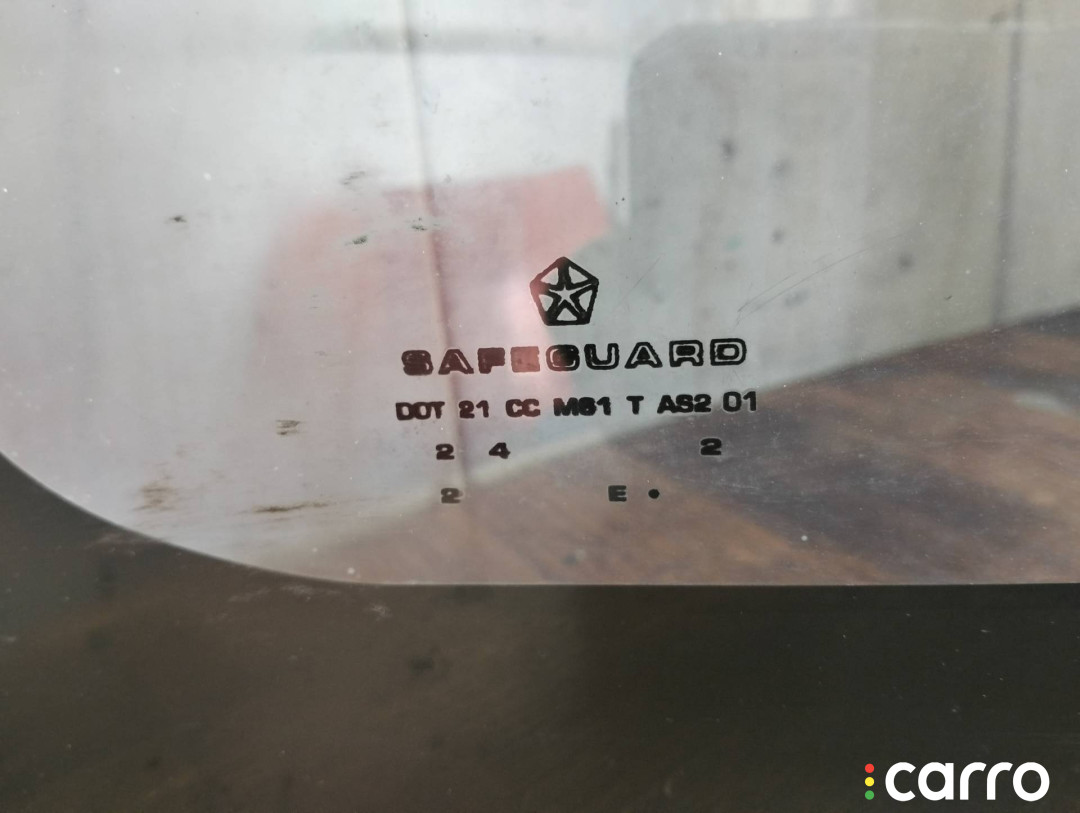 SAFEGUARD
DOT 21 CC M61 T AS2 01
2 4 2
2 E •
carro